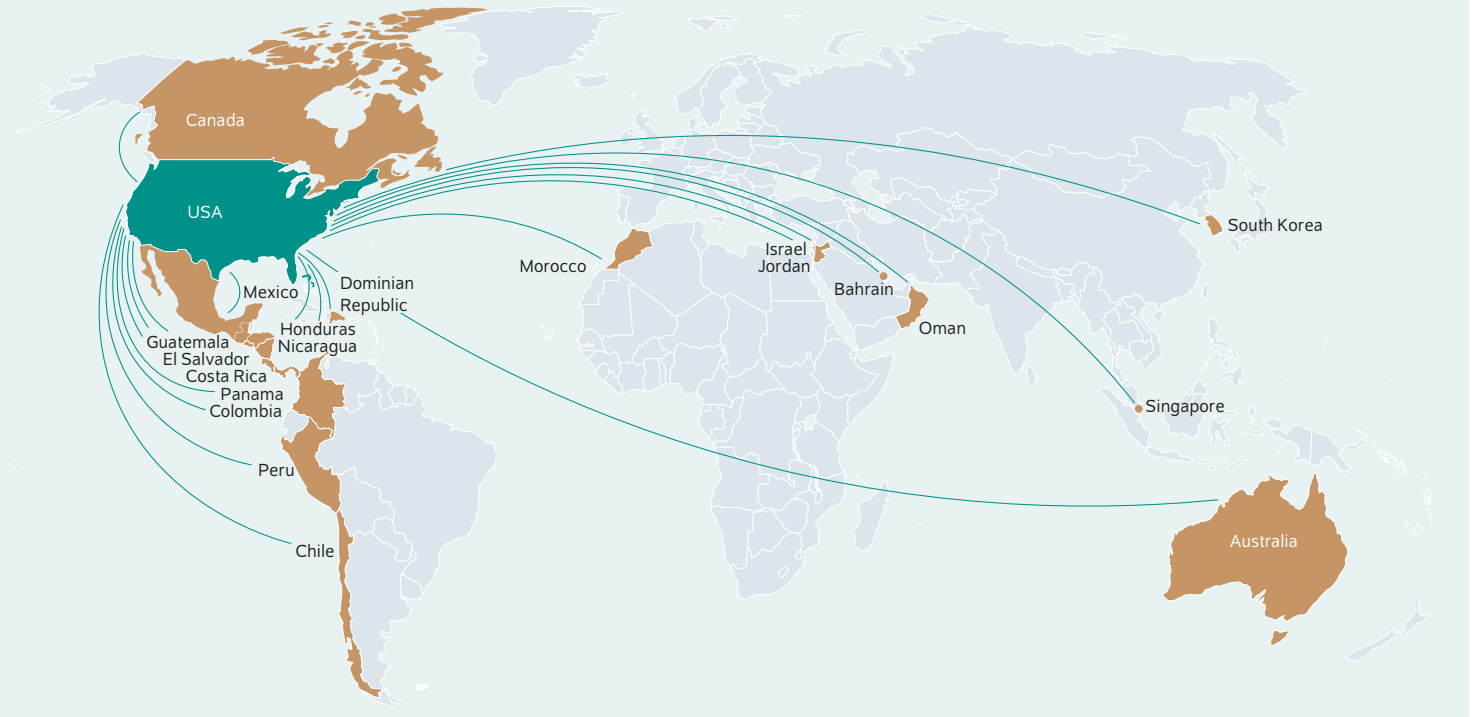 Canada
USA
South Korea
Morocco
Israel
Jordan
Bahrain
Oman
Mexico
Dominian
Republic
Honduras
Nicaragua
Guatemala
El Salvador
Costa Rica
Panama
Colombia
Singapore
Peru
Chile
Australia